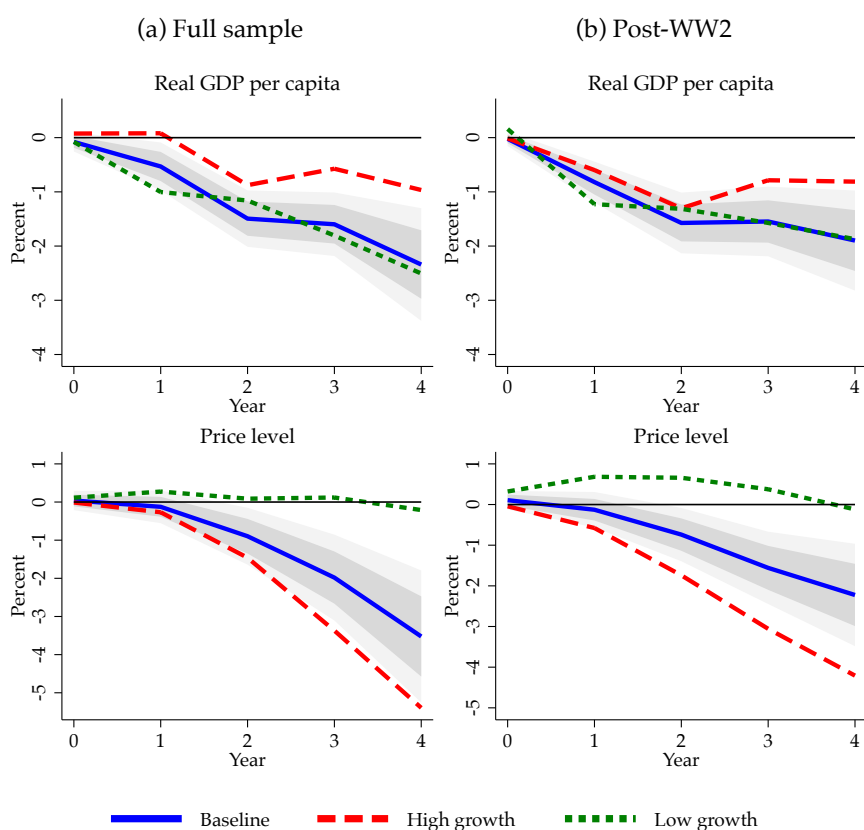 (a) Full sample
(b) Post-WW2
Real GDP per capita
Percent
0
-1
-2
-3
-4
0 1 2 3 4
Year
Real GDP per capita
Percent
0
-1
-2
-3
-4
0 1 2 3 4
Year
Price level
Percent
1
0
-1
-2
-3
-4
-5
0 1 2 3 4
Year
Price level
Percent
1
0
-1
-2
-3
-4
-5
0 1 2 3 4
Year
Baseline High growth Low growth